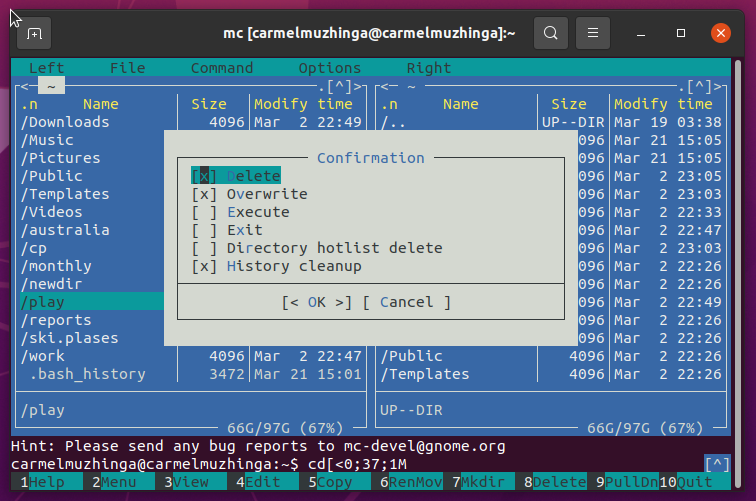 mc [carmelmuzhinga@carmelmuzhinga]:~
Left File Command Options Right
<— ~ .[^]> <— ~ .[^]>
.n Name Size Modify time .n Name Size Modify time
/Downloads 4096 Mar 2 22:49 /.. UP--DIR Mar 19 03:38
/Music 096 Mar 21 15:05
/Pictures 096 Mar 21 15:05
/Public 096 Mar 2 23:05
/Templates 096 Mar 2 23:03
/Videos 096 Mar 2 22:33
/australia 096 Mar 2 22:47
/cp 096 Mar 2 23:03
/monthly 096 Mar 2 22:26
/newdir 096 Mar 2 22:26
/play 096 Mar 2 22:49
/reports 096 Mar 2 22:26
/ski.plases 096 Mar 2 22:26
/work 4096 Mar 2 22:47 /Public 4096 Mar 2 22:26
.bash_history 3472 Mar 21 15:01 /Templates 4096 Mar 2 22:26
Confirmation
[x] Delete
[x] Overwrite
[ ] Execute
[ ] Exit
[ ] Directory hotlist delete
[x] History cleanup
[< OK >] [ Cancel ]
/play UP--DIR
66G/97G (67%) 66G/97G (67%)
Hint: Please send any bug reports to mc-devel@gnome.org
carmelmuzhinga@carmelmuzhinga:~$ cd[<0;37;1M [^]
1Help 2Menu 3View 4Edit 5Copy 6RenMov 7Mkdir 8Delete 9PullDn 10Quit